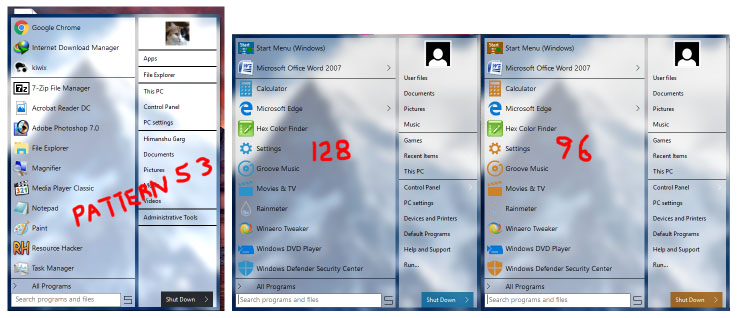 Google Chrome
Internet Download Manager
kiwix
7-Zip File Manager
Acrobat Reader DC
Adobe Photoshop 7.0
File Explorer
Magnifier
Media Player Classic
Notepad
Paint
Resource Hacker
Task Manager
All Programs
Search programs and files
Apps
File Explorer
This PC
Control Panel
PC settings
Himanshu Garg
Documents
Pictures
Videos
Administrative Tools
Shut Down
PATTERN 53
Start Menu (Windows)
Microsoft Office Word 2007
Calculator
Microsoft Edge
Hex Color Finder
Settings
Groove Music
Movies & TV
Rainmeter
Winaero Tweaker
Windows DVD Player
Windows Defender Security Center
All Programs
Search programs and files
User files
Documents
Pictures
Music
Games
Recent Items
This PC
Control Panel
PC settings
Devices and Printers
Default Programs
Help and Support
Run...
Shut Down
128
Start Menu (Windows)
Microsoft Office Word 2007
Calculator
Microsoft Edge
Hex Color Finder
Settings
Groove Music
Movies & TV
Rainmeter
Winaero Tweaker
Windows DVD Player
Windows Defender Security Center
All Programs
Search programs and files
User files
Documents
Pictures
Music
Games
Recent Items
This PC
Control Panel
PC settings
Devices and Printers
Default Programs
Help and Support
Run...
Shut Down
96